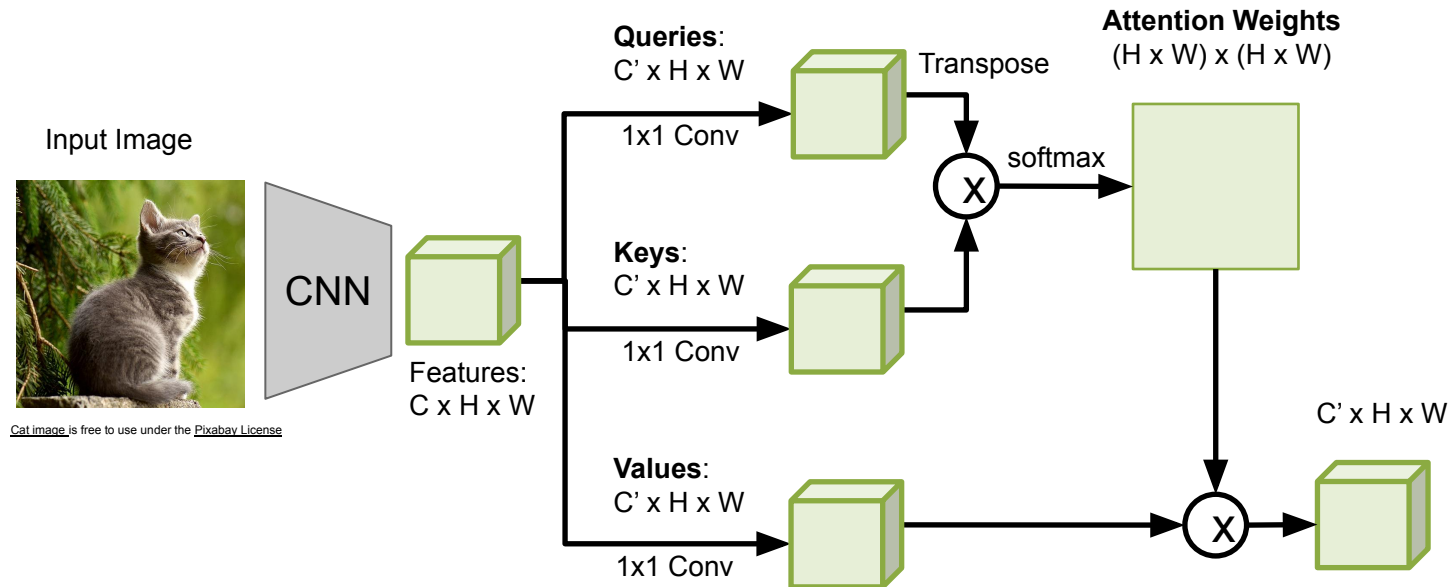 Input Image
Cat image is free to use under the Pixabay License
CNN
Features:
C x H x W
Queries:
C’ x H x W
1x1 Conv
Keys:
C’ x H x W
1x1 Conv
Values:
C’ x H x W
1x1 Conv
Transpose
X
softmax
Attention Weights
(H x W) x (H x W)
X
C’ x H x W